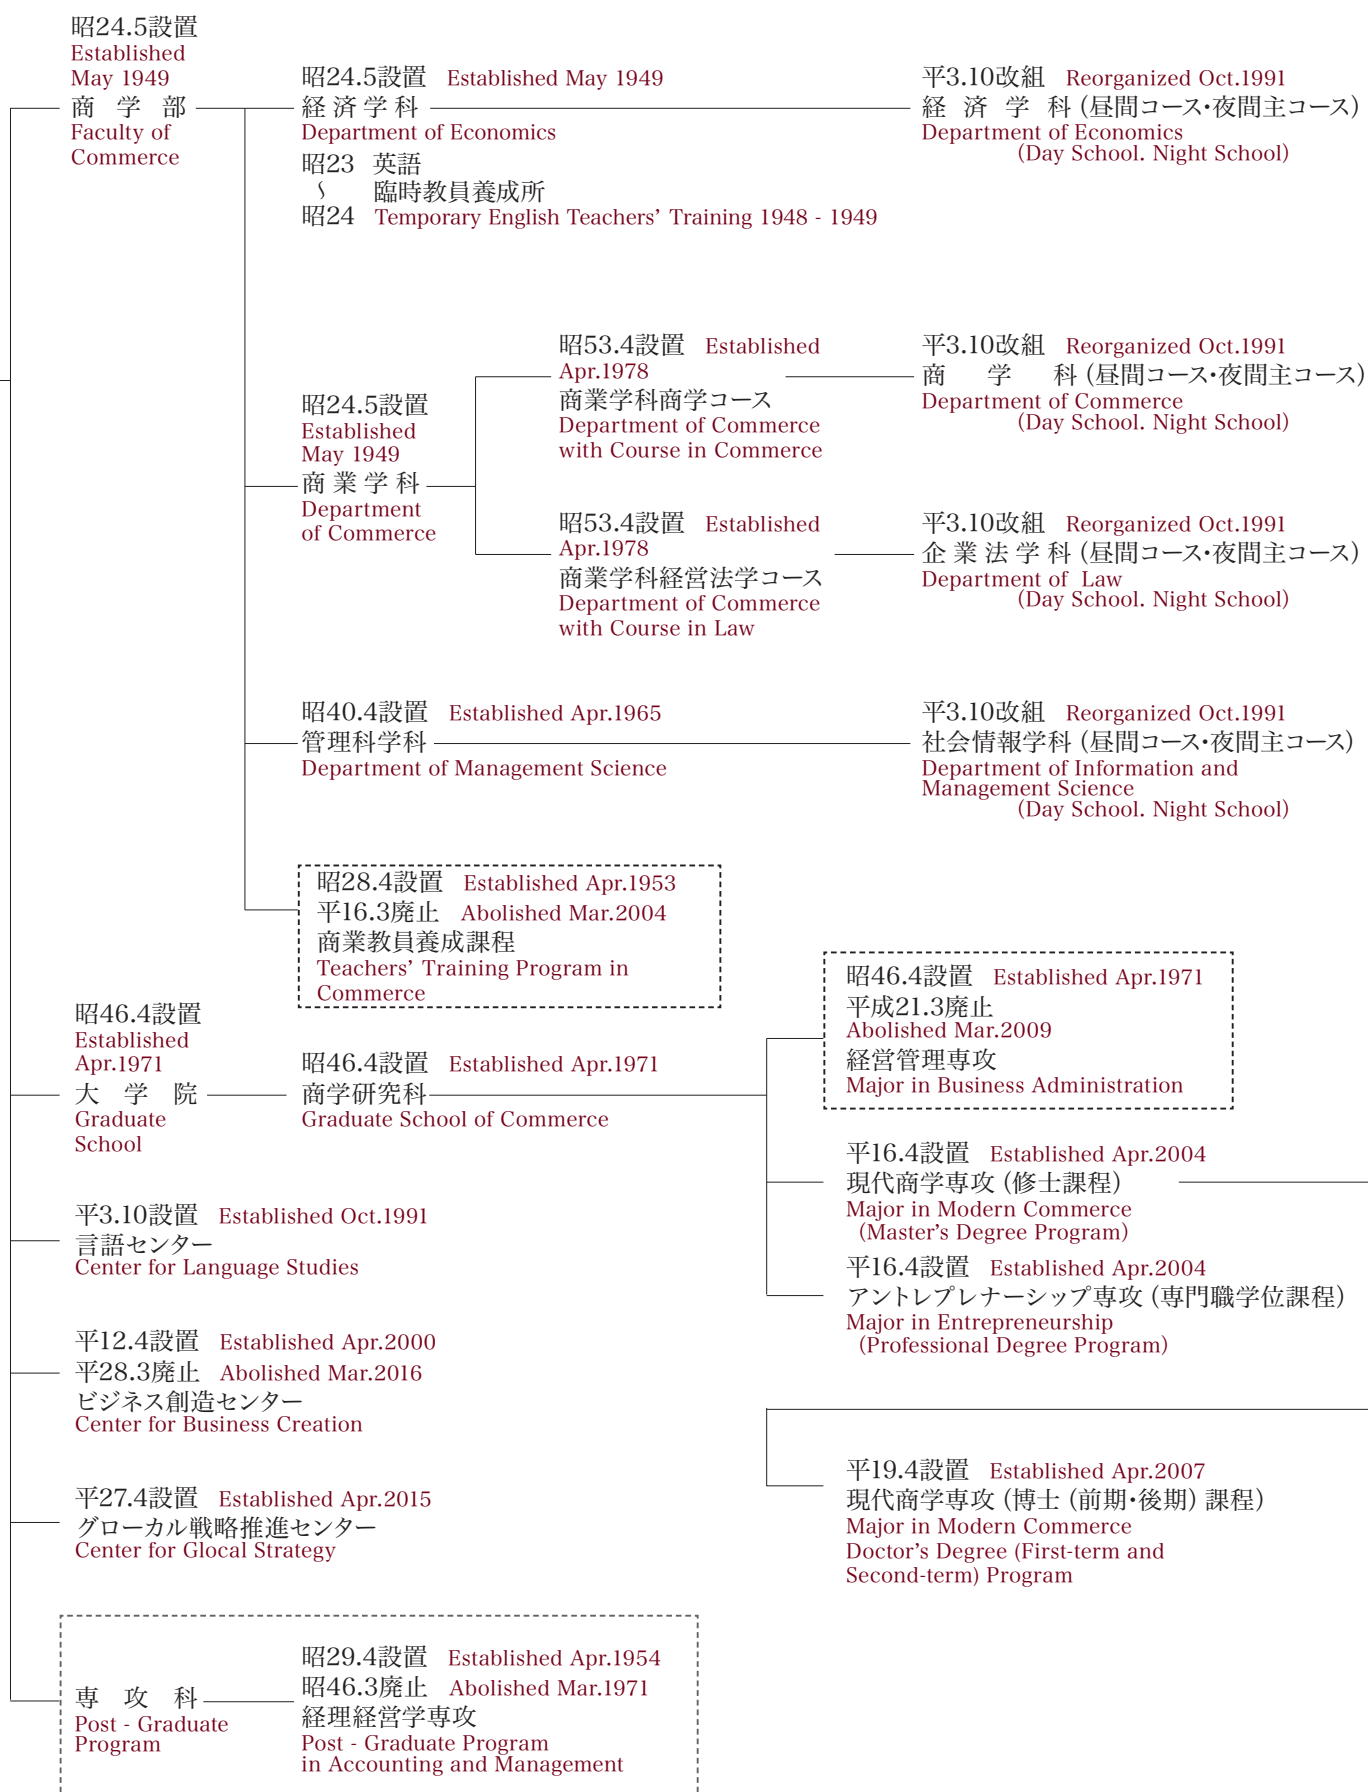 昭24.5設置
Established
May 1949
商学部
Faculty of
Commerce
昭24.5設置 Established May 1949
経済学科
Department of Economics
平3.10改組 Reorganized Oct.1991
経済学科（昼間コース・夜間主コース）
Department of Economics
(Day School. Night School)
昭23 英語
〜 臨時教員養成所
昭24 Temporary English Teachers’ Training 1948 - 1949
昭24.5設置
Established
May 1949
商業学科
Department
of Commerce
昭53.4設置 Established
Apr.1978
商業学科商学コース
Department of Commerce
with Course in Commerce
平3.10改組 Reorganized Oct.1991
商学科（昼間コース・夜間主コース）
Department of Commerce
(Day School. Night School)
昭53.4設置 Established
Apr.1978
商業学科経営法学コース
Department of Commerce
with Course in Law
平3.10改組 Reorganized Oct.1991
企業法学科（昼間コース・夜間主コース）
Department of Law
(Day School. Night School)
昭40.4設置 Established Apr.1965
管理科学科
Department of Management Science
平3.10改組 Reorganized Oct.1991
社会情報学科（昼間コース・夜間主コース）
Department of Information and
Management Science
(Day School. Night School)
昭28.4設置 Established Apr.1953
平16.3廃止 Abolished Mar.2004
商業教員養成課程
Teachers’ Training Program in
Commerce
昭46.4設置
Established
Apr.1971
大学院
Graduate
School
昭46.4設置 Established Apr.1971
商学研究科
Graduate School of Commerce
昭46.4設置 Established Apr.1971
平成21.3廃止
Abolished Mar.2009
経営管理専攻
Major in Business Administration
平16.4設置 Established Apr.2004
現代商学専攻（修士課程）
Major in Modern Commerce
(Master’s Degree Program)
平16.4設置 Established Apr.2004
アントレプレナーシップ専攻（専門職学位課程）
Major in Entrepreneurship
(Professional Degree Program)
平19.4設置 Established Apr.2007
現代商学専攻（博士（前期・後期）課程）
Major in Modern Commerce
Doctor’s Degree (First-term and
Second-term) Program
平3.10設置 Established Oct.1991
言語センター
Center for Language Studies
平12.4設置 Established Apr.2000
平28.3廃止 Abolished Mar.2016
ビジネス創造センター
Center for Business Creation
平27.4設置 Established Apr.2015
グローカル戦略推進センター
Center for Glocal Strategy
専攻科
Post - Graduate
Program
昭29.4設置 Established Apr.1954
昭46.3廃止 Abolished Mar.1971
経理経営学専攻
Post - Graduate Program
in Accounting and Management